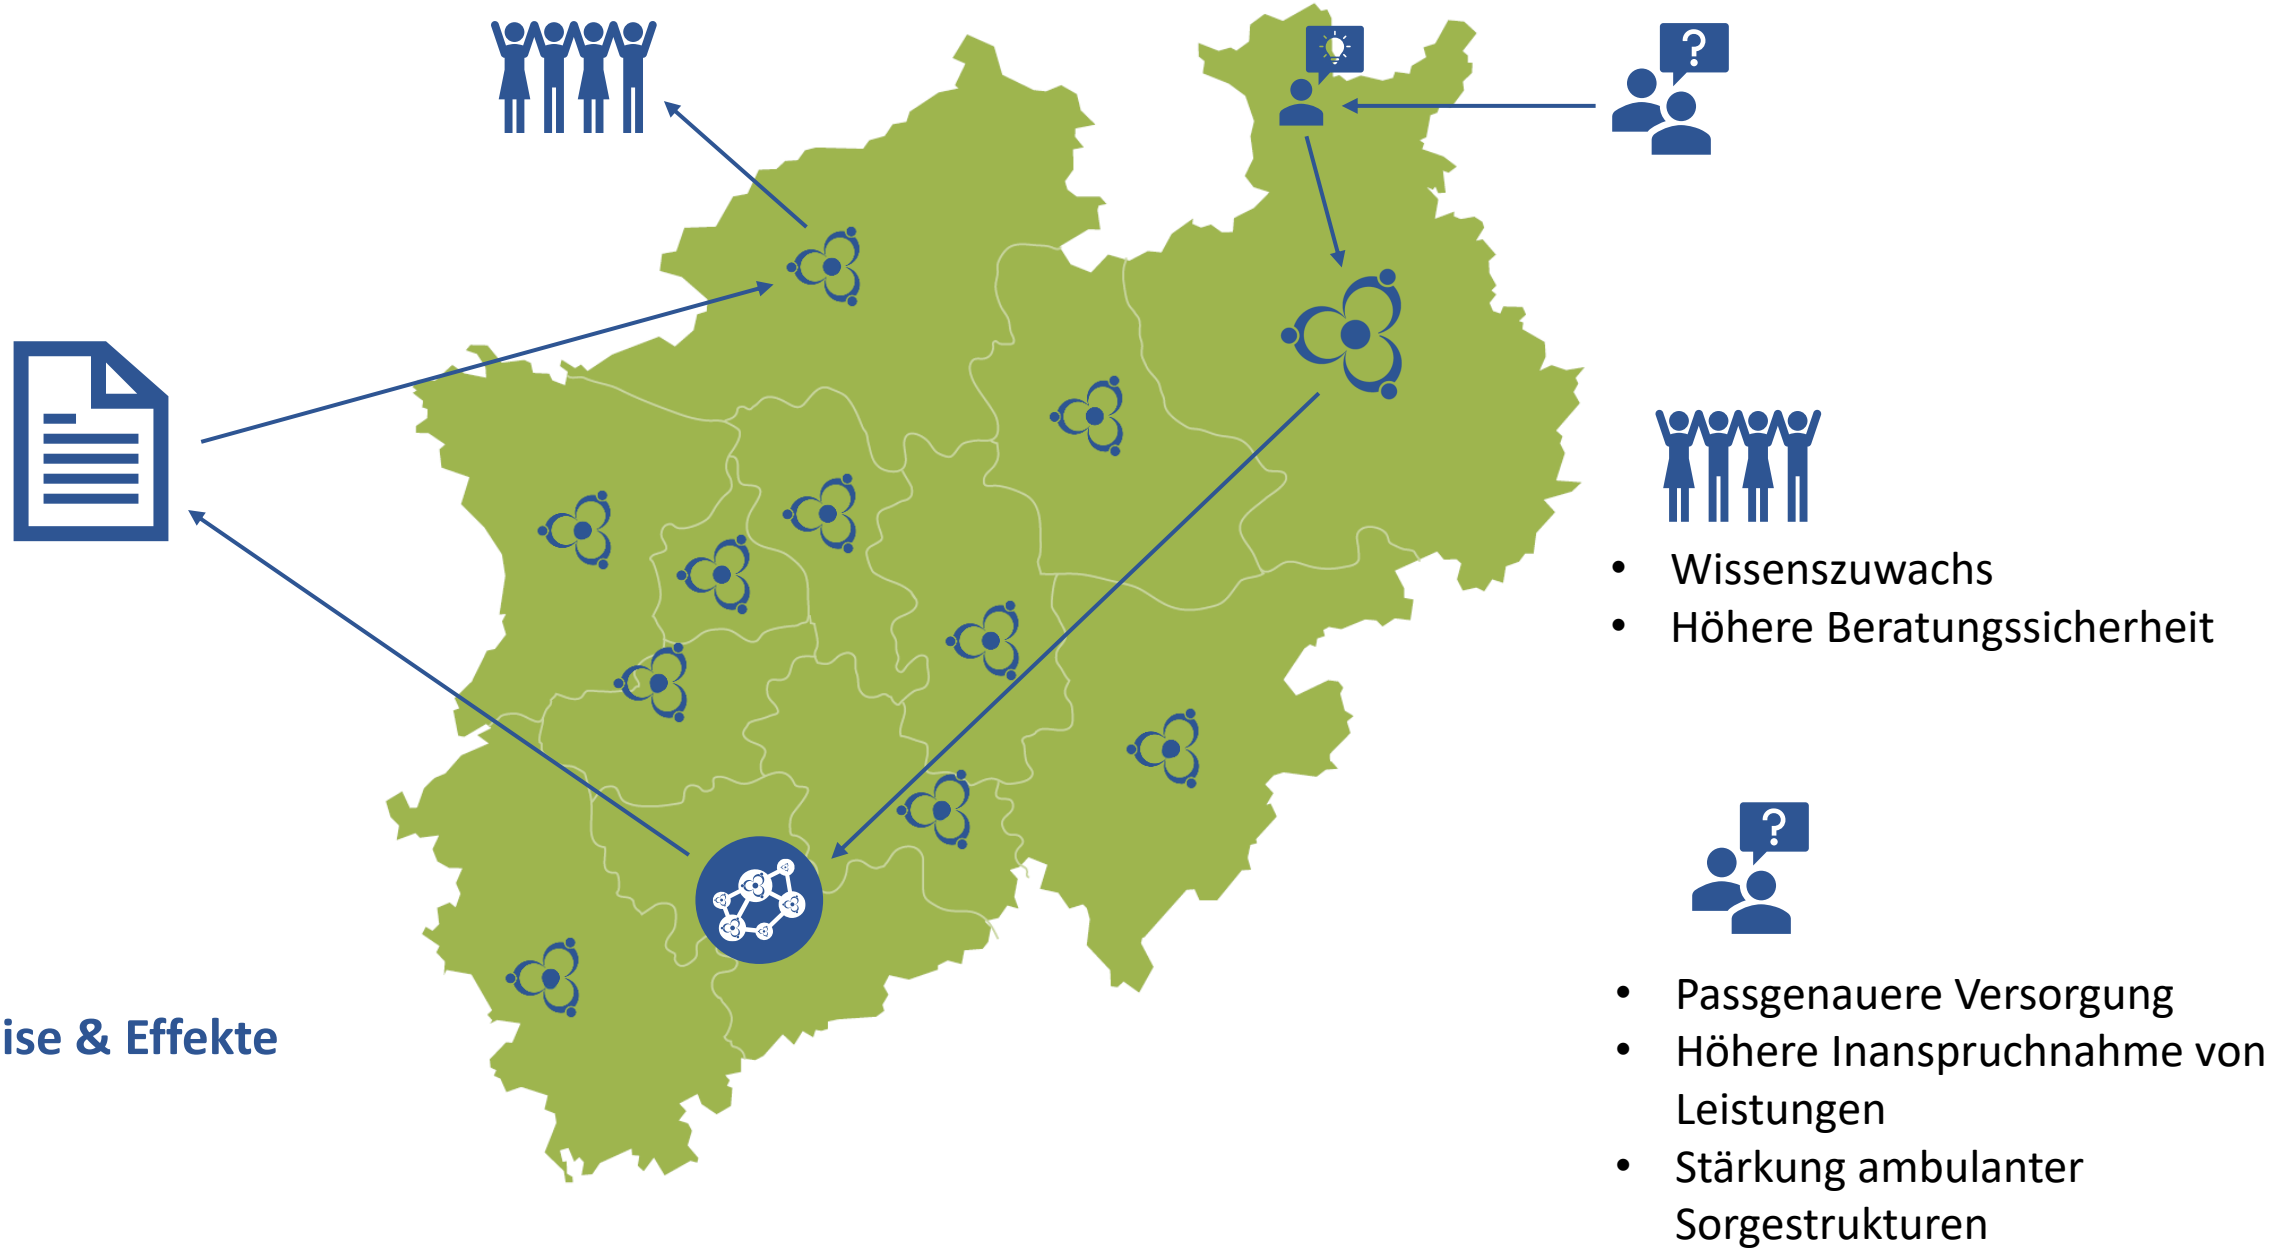 ?
• Wissenszuwachs
• Höhere Beratungssicherheit
?
• Passgenauere Versorgung
ise & Effekte
• Höhere Inanspruchnahme von
Leistungen
• Stärkung ambulanter
Sorgestrukturen